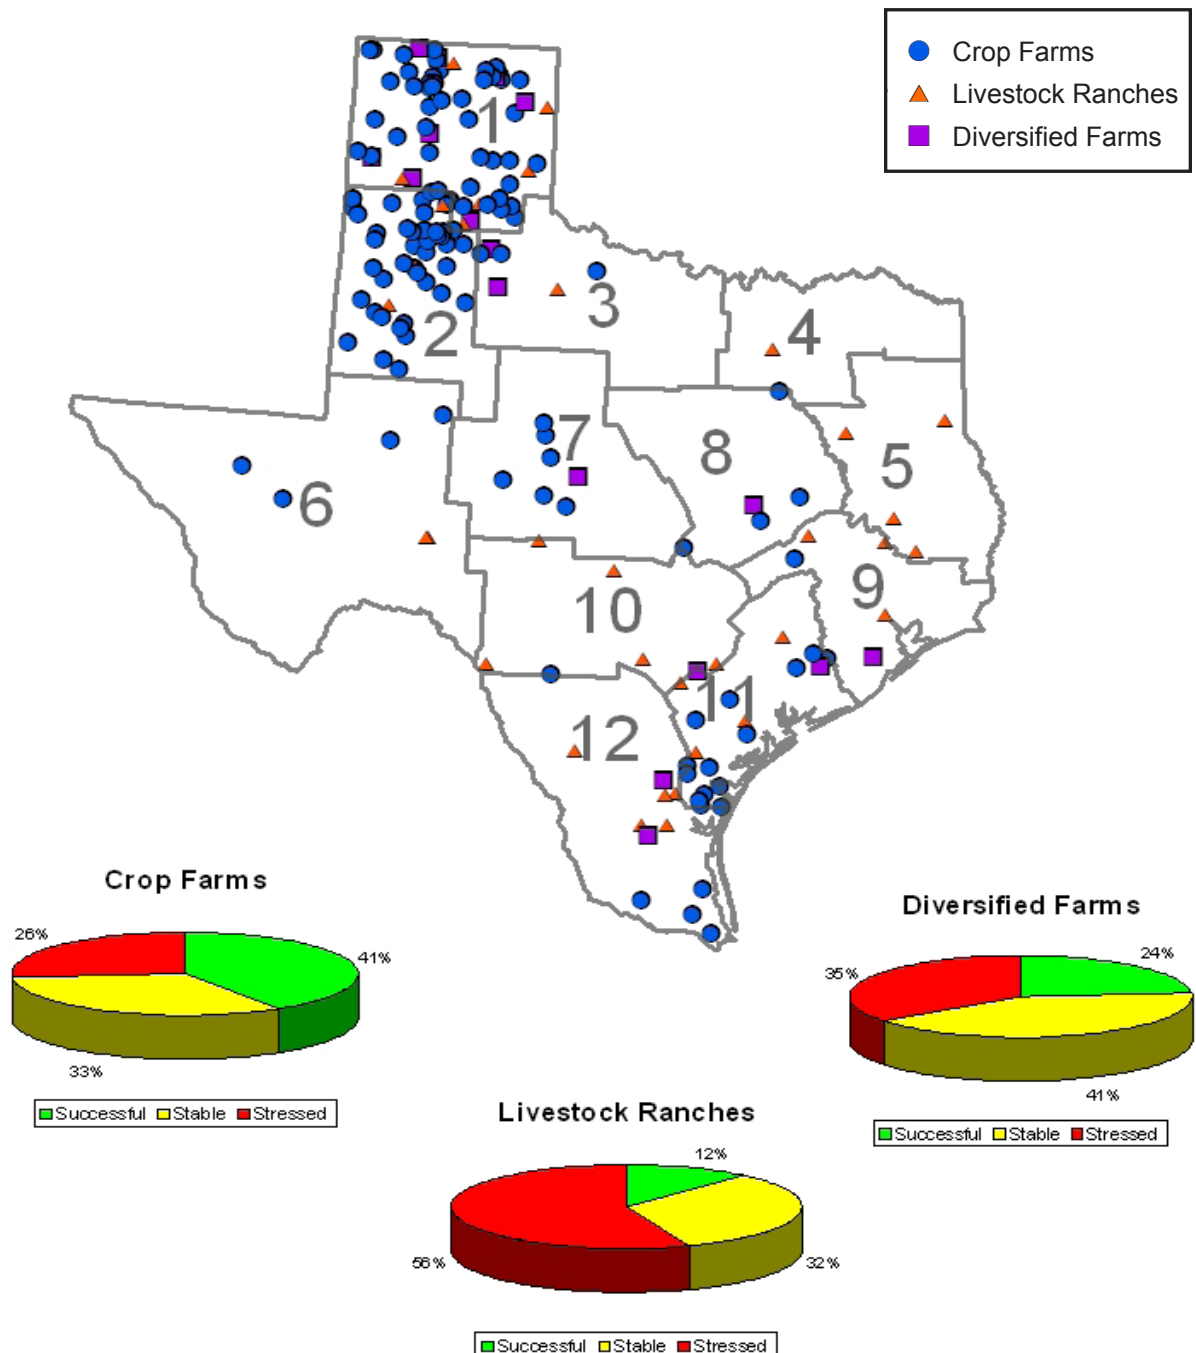 Crop Farms
Livestock Ranches
Diversified Farms
1
2
3
4
5
6
7
8
9
10
11
12
Crop Farms
26%
41%
33%
Successful Stable Stressed
Diversified Farms
24%
35%
41%
Successful Stable Stressed
Livestock Ranches
12%
56%
32%
Successful Stable Stressed